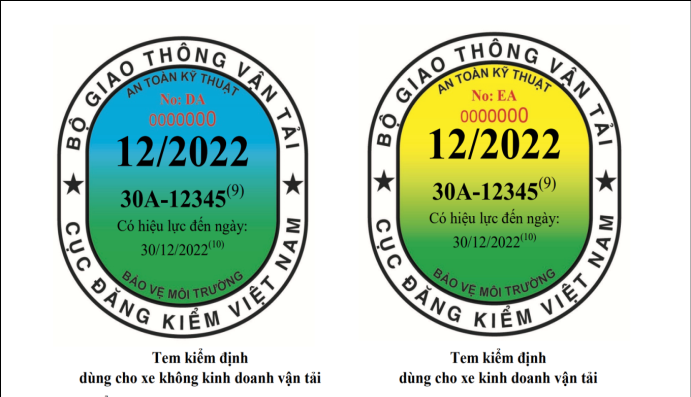 BỘ GIAO THÔNG VẬN TẢI
AN TOÀN KỸ THUẬT
No: DA
0000000
12/2022
30A-12345(9)
Có hiệu lực đến ngày:
30/12/2022(10)
BẢO VỆ MÔI TRƯỜNG
CỤC ĐĂNG KIỂM VIỆT NAM
Tem kiểm định
dùng cho xe không kinh doanh vận tải
BỘ GIAO THÔNG VẬN TẢI
AN TOÀN KỸ THUẬT
No: EA
0000000
12/2022
30A-12345(9)
Có hiệu lực đến ngày:
30/12/2022(10)
BẢO VỆ MÔI TRƯỜNG
CỤC ĐĂNG KIỂM VIỆT NAM
Tem kiểm định
dùng cho xe kinh doanh vận tải